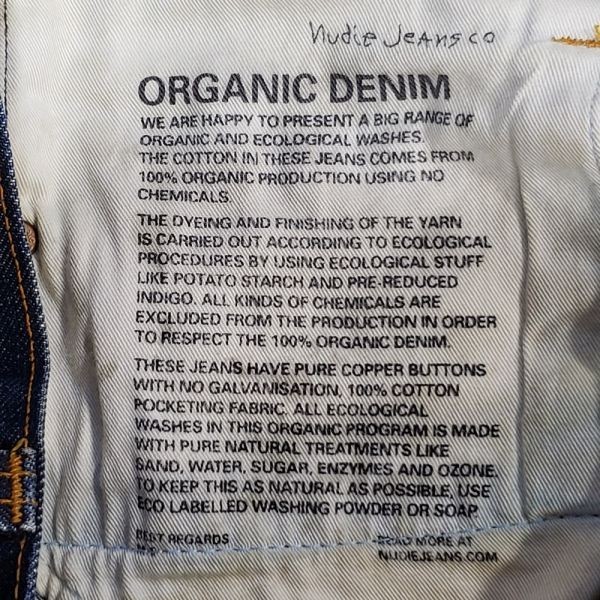 Nudie Jeans co
ORGANIC DENIM
WE ARE HAPPY TO PRESENT A BIG RANGE OF
ORGANIC AND ECOLOGICAL WASHES.
THE COTTON IN THESE JEANS COMES FROM
100% ORGANIC PRODUCTION USING NO
CHEMICALS.
THE DYEING AND FINISHING OF THE YARN
IS CARRIED OUT ACCORDING TO ECOLOGICAL
PROCEDURES BY USING ECOLOGICAL STUFF
LIKE POTATO STARCH AND PRE-REDUCED
INDIGO. ALL KINDS OF CHEMICALS ARE
EXCLUDED FROM THE PRODUCTION IN ORDER
TO RESPECT THE 100% ORGANIC DENIM.
THESE JEANS HAVE PURE COPPER BUTTONS
WITH NO GALVANISATION, 100% COTTON
POCKETING FABRIC. ALL ECOLOGICAL
WASHES IN THIS ORGANIC PROGRAM IS MADE
WITH PURE NATURAL TREATMENTS LIKE
SAND, WATER, SUGAR, ENZYMES AND OZONE.
TO KEEP THIS AS NATURAL AS POSSIBLE, USE
ECO LABELLED WASHING POWDER OR SOAP
BEST REGARDS
READ MORE AT
NUDIEJEANS.COM